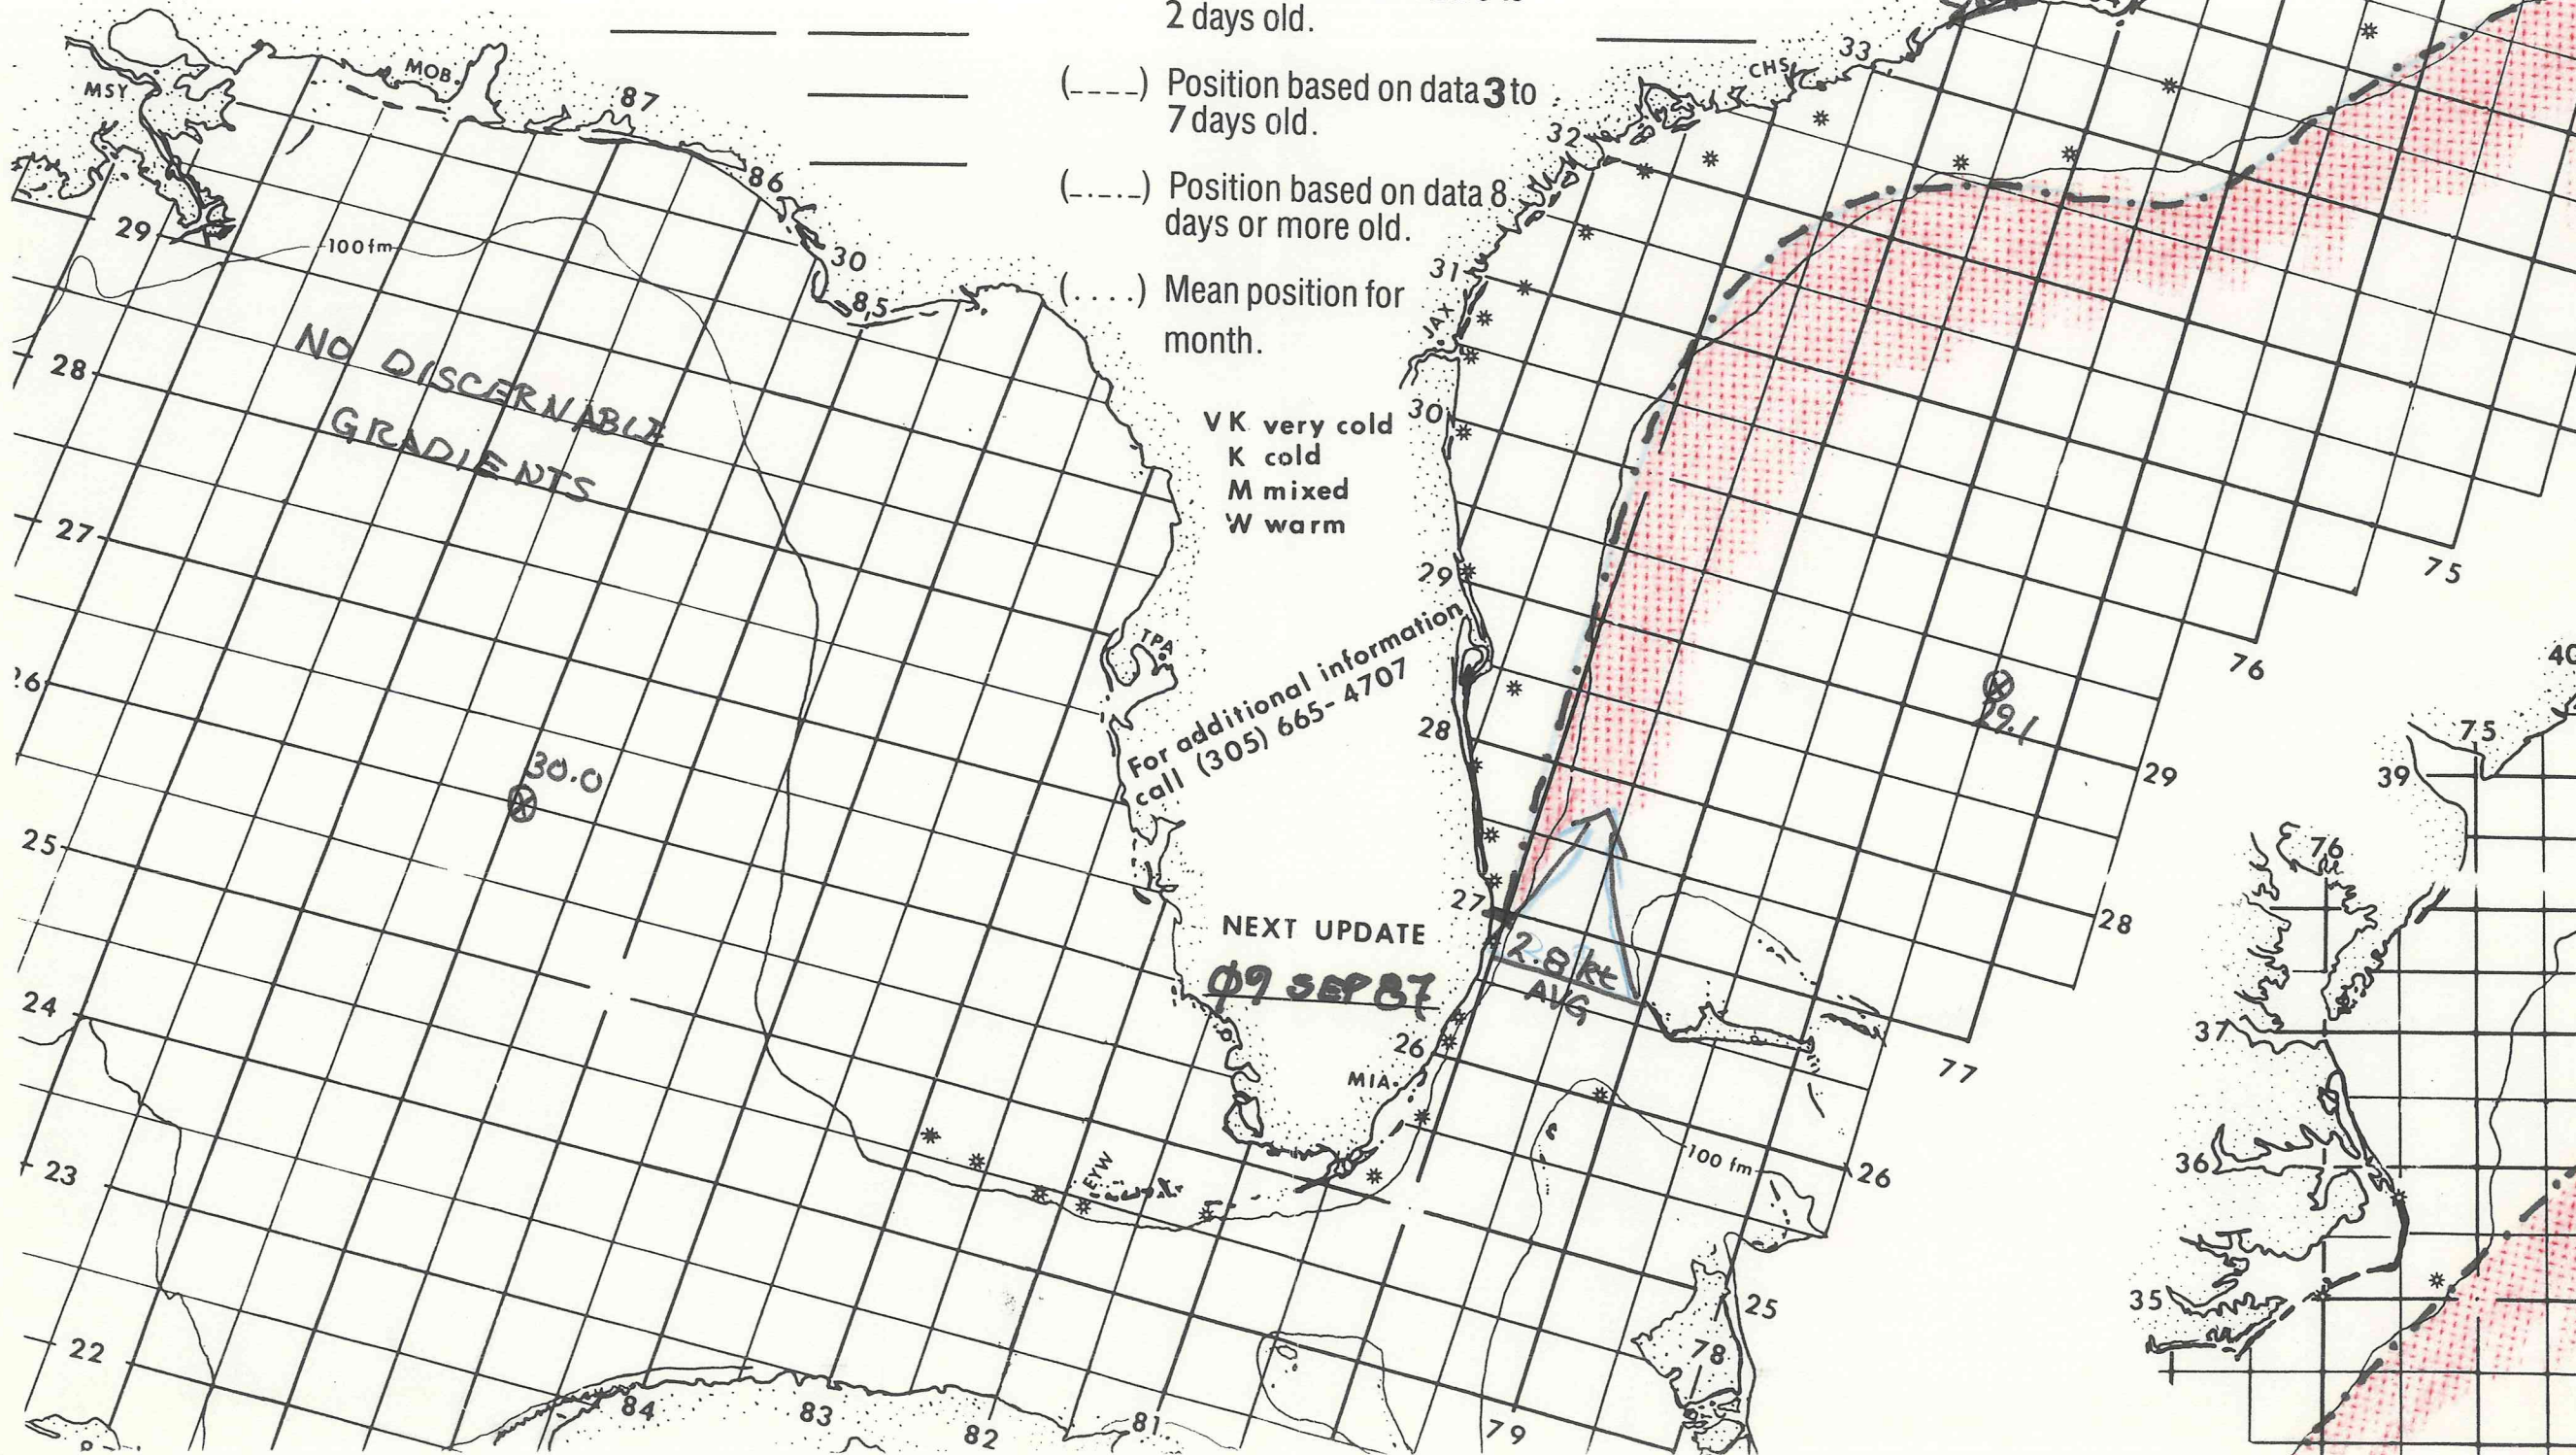 2 days old.
(----) Position based on data 3 to
7 days old.
(_._._) Position based on data 8
days or more old.
(....) Mean position for
month.
VK very cold
K cold
M mixed
W warm
For additional information
call (305) 665-4707
NEXT UPDATE
Ø9 SEP 87
NO DISCERNABLE
GRADIENTS
30.0
29.1
2.8 kt
AVG
MSY
MOB
87
86
30
85
29
100 fm
28
27
26
25
24
23
22
84
83
82
81
79
78
TPA
EYW
MIA
JAX
CHS
33
32
31
30
29
28
27
26
100 fm
25
26
77
28
29
76
75
40
75
39
76
37
36
35